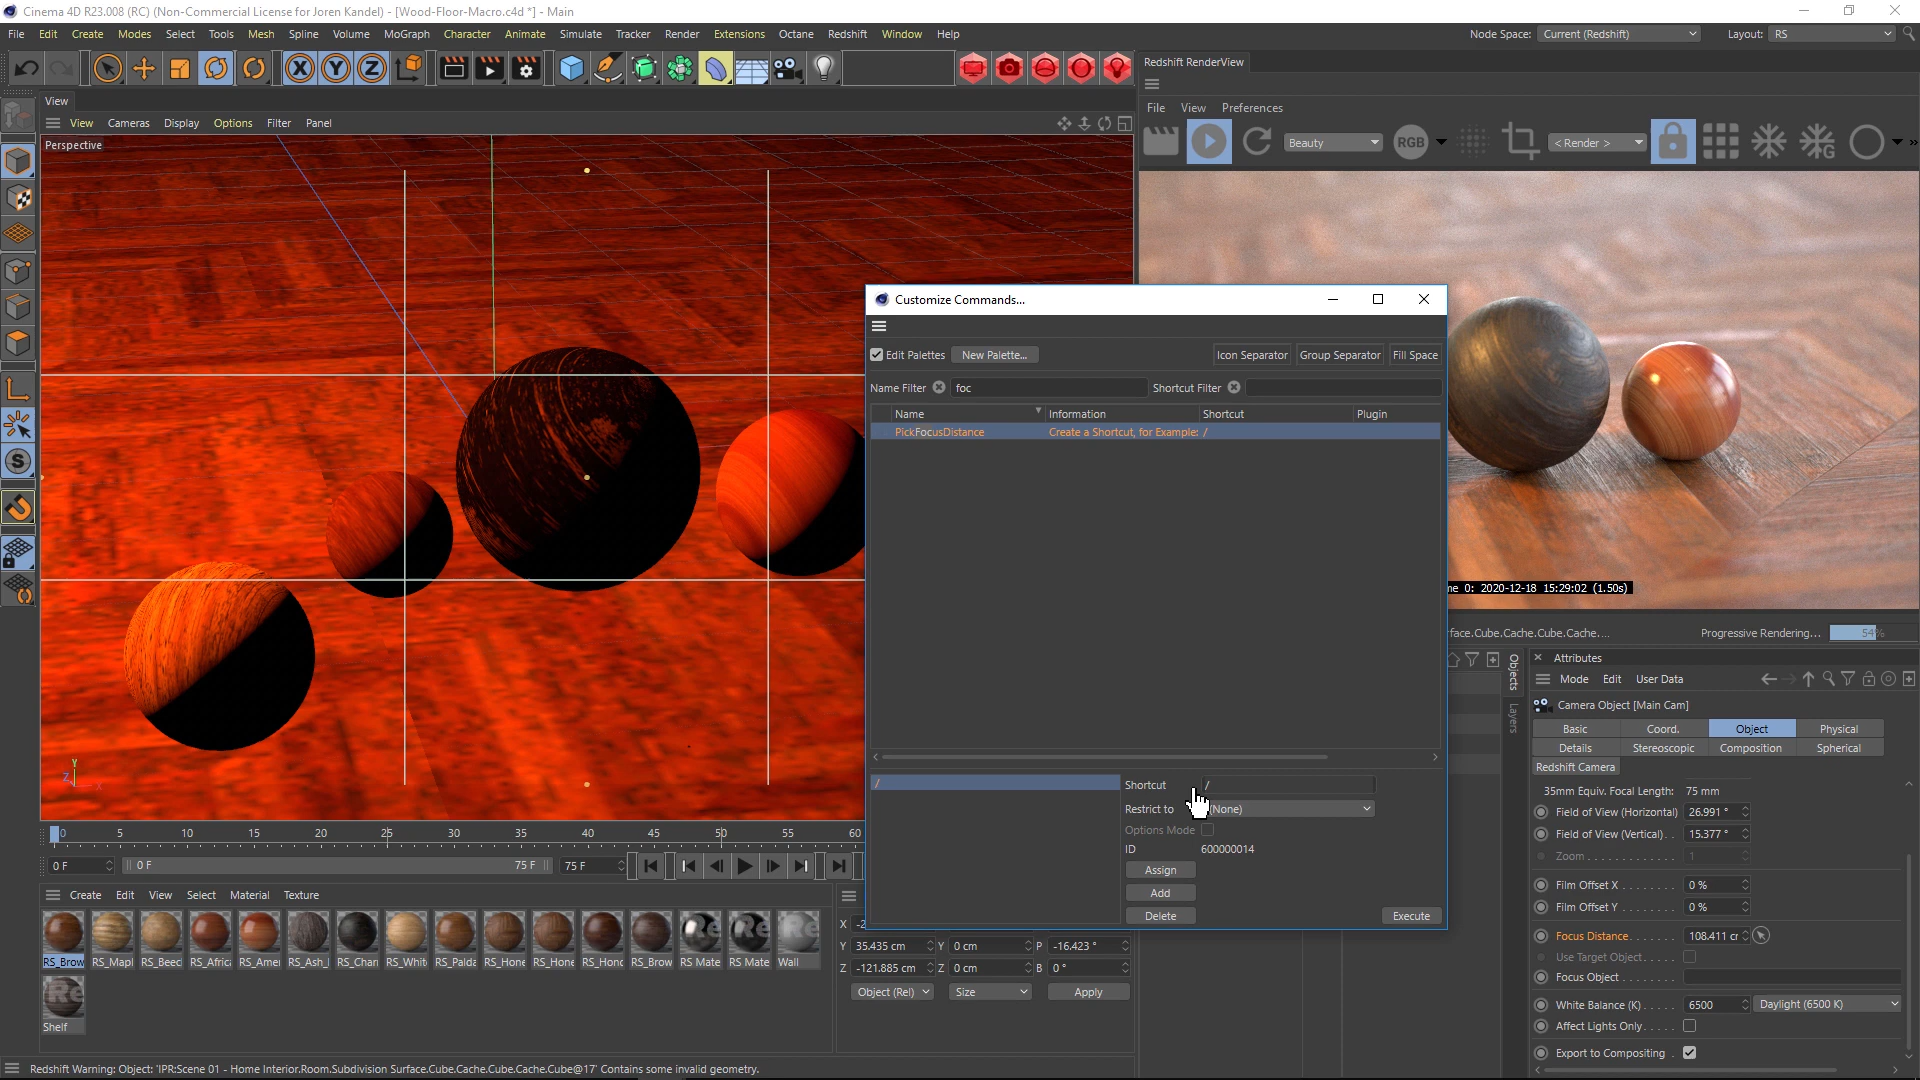 Cinema 4D R23.008 (RC) (Non-Commercial License for Joren Kandel) - [Wood-Floor-Macro.c4d *] - Main
File Edit Create Modes Select Tools Mesh Spline Volume MoGraph Character Animate Simulate Tracker Render Extensions Octane Redshift Window Help Node Space: Current (Redshift) Layout: RS
Redshift RenderView
View
File View Preferences
View Cameras Display Options Filter Panel
Beauty RGB < Render >
Perspective
Customize Commands...
Edit Palettes New Palette... Icon Separator Group Separator Fill Space
Name Filter foc Shortcut Filter
Name Information Shortcut Plugin
PickFocusDistance Create a Shortcut, for Example: /
0: 2020-12-18 15:29:02 (1.50s)
face.Cube.Cache.Cube.Cache.... Progressive Rendering... 54%
Objects
Layers
Attributes
Mode Edit User Data
Camera Object [Main Cam]
Basic Coord. Object Physical
Details Stereoscopic Composition Spherical
Redshift Camera
35mm Equiv. Focal Length: 75 mm
Field of View (Horizontal) 26.991 °
Field of View (Vertical) . . 15.377 °
Zoom . . . . . . . . . . . . 1
Film Offset X . . . . . . . . 0 %
Film Offset Y . . . . . . . . 0 %
Focus Distance. . . . . . . 108.411 cr
Use Target Object. . . . .
Focus Object . . . . . . . .
White Balance (K). . . . . 6500 Daylight (6500 K)
Affect Lights Only. . . . .
Export to Compositing .
/
Shortcut /
Restrict to (None)
Options Mode
ID 600000014
Assign
Add
Delete Execute
Y
Z X
0 5 10 15 20 25 30 35 40 45 50 55 60
0 F 0 F 75 F 75 F
Create Edit View Select Material Texture
RS_Brow RS_Mapl RS_Beec RS_Afric RS_Amer RS_Ash_ RS_Charr RS_Whit RS_Palda RS_Hone RS_Hone RS_Honc RS_Brow RS Mate RS Mate Wall
Shelf
X -2
Y 35.435 cm Y 0 cm P -16.423 °
Z -121.885 cm Z 0 cm B 0 °
Object (Rel) Size Apply
Redshift Warning: Object: 'IPR:Scene 01 - Home Interior.Room.Subdivision Surface.Cube.Cache.Cube.Cache.Cube@17' Contains some invalid geometry.